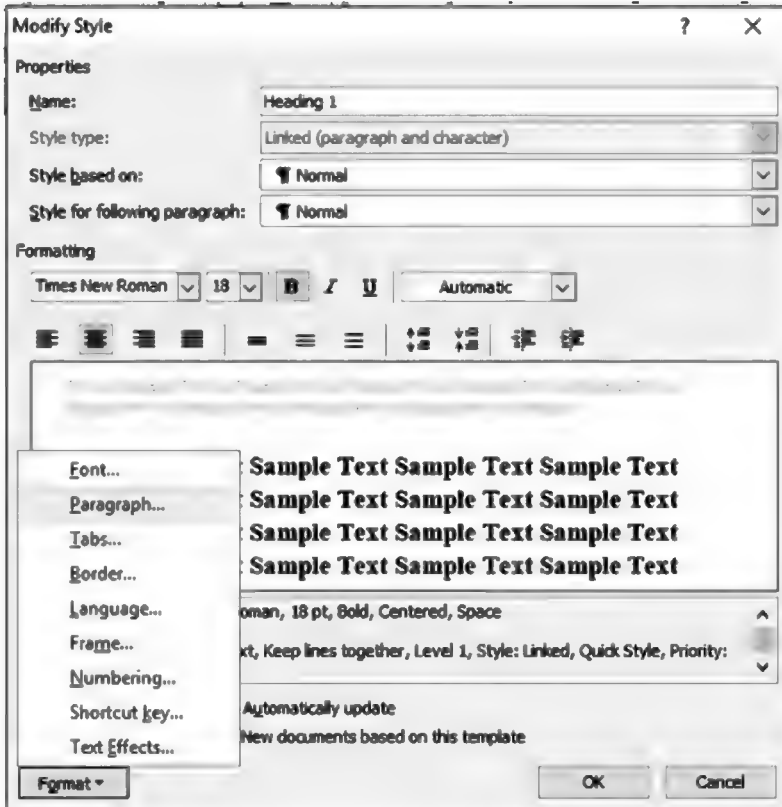 Modify Style ?
Properties
Name: Heading 1
Style type: Linked (paragraph and character)
Style based on: ¶ Normal
Style for following paragraph: ¶ Normal
Formatting
Times New Roman 18 B I U Automatic
Sample Text Sample Text Sample Text
Sample Text Sample Text Sample Text
Sample Text Sample Text Sample Text
Sample Text Sample Text Sample Text
Font...
Paragraph...
Tabs...
Border...
Language...
Frame...
Numbering...
Shortcut key...
Text Effects...
oman, 18 pt, Bold, Centered, Space
xt, Keep lines together, Level 1, Style: Linked, Quick Style, Priority:
Automatically update
New documents based on this template
Format OK Cancel